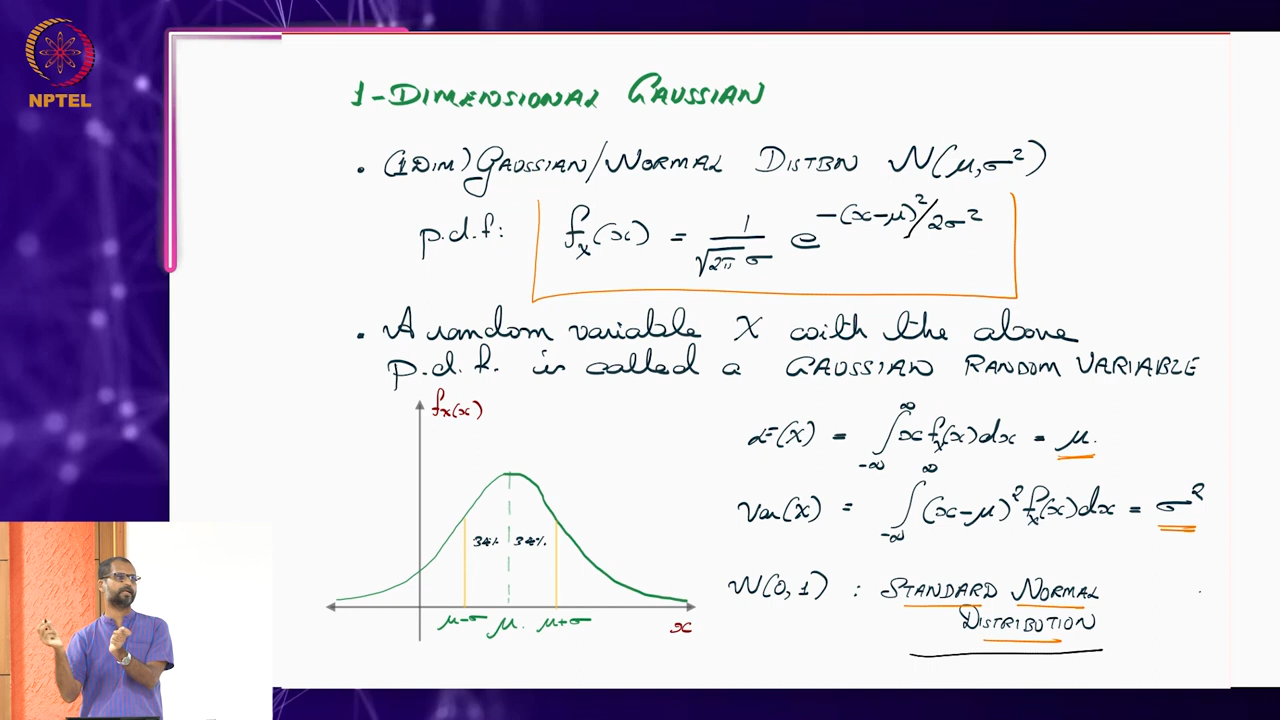 NPTEL
1-DIMENSIONAL GAUSSIAN
• (1DIM) GAUSSIAN/NORMAL DISTBN N(μ,σ²)
p.d.f: fₓ(x) = 1/(√2π σ) e^(-(x-μ)²/2σ²)
• A random variable X with the above
p.d.f. is called a GAUSSIAN RANDOM VARIABLE
fₓ(x)
E(X) = ∫_{-∞}^{∞} x fₓ(x)dx = μ.
var(X) = ∫_{-∞}^{∞} (x-μ)² fₓ(x)dx = σ²
34% 34%
N(0,1) : STANDARD NORMAL
DISTRIBUTION
μ-σ μ. μ+σ x